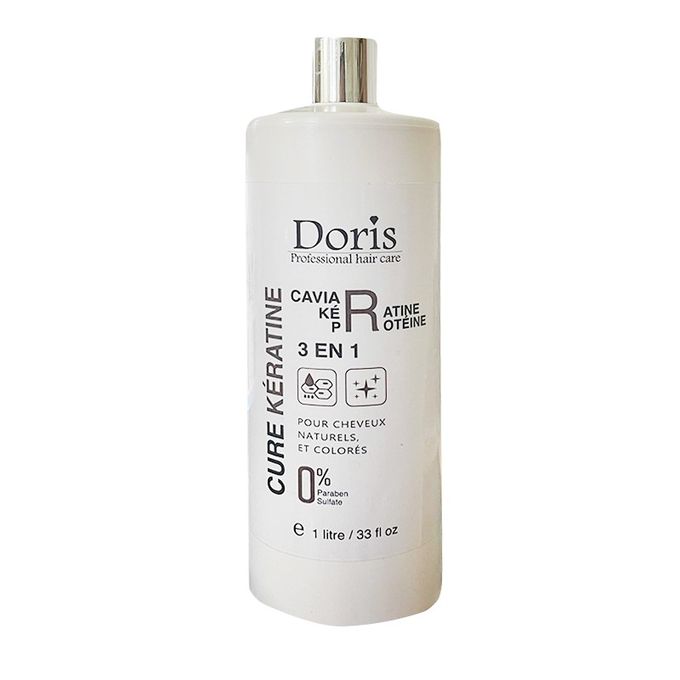 Doris
Professional hair care
CURE KÉRATINE
CAVIAR
KÉRATINE
PROTÉINE
3 EN 1
POUR CHEVEUX
NATURELS,
ET COLORÉS
0%
Paraben
Sulfate
e 1 litre / 33 fl oz